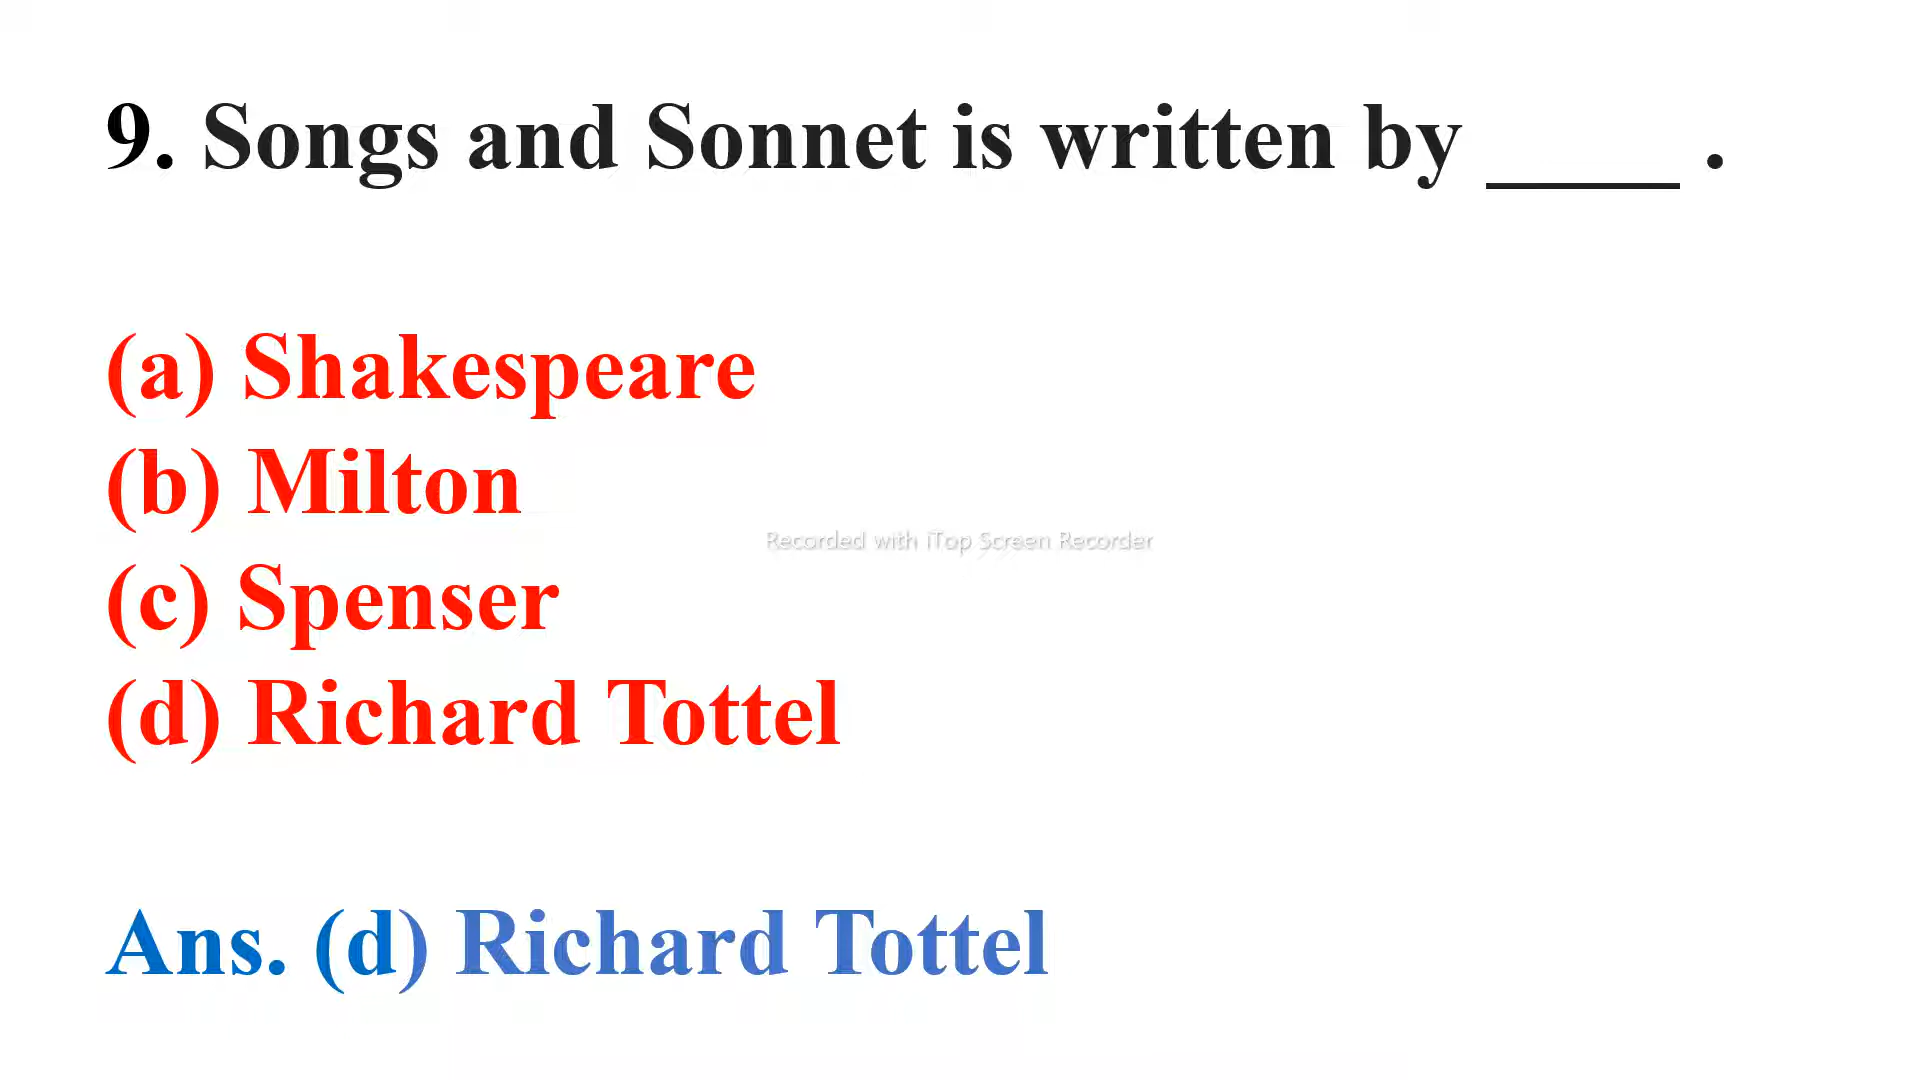 9. Songs and Sonnet is written by ____ .
(a) Shakespeare
(b) Milton
Recorded with iTop Screen Recorder
(c) Spenser
(d) Richard Tottel
Ans. (d) Richard Tottel